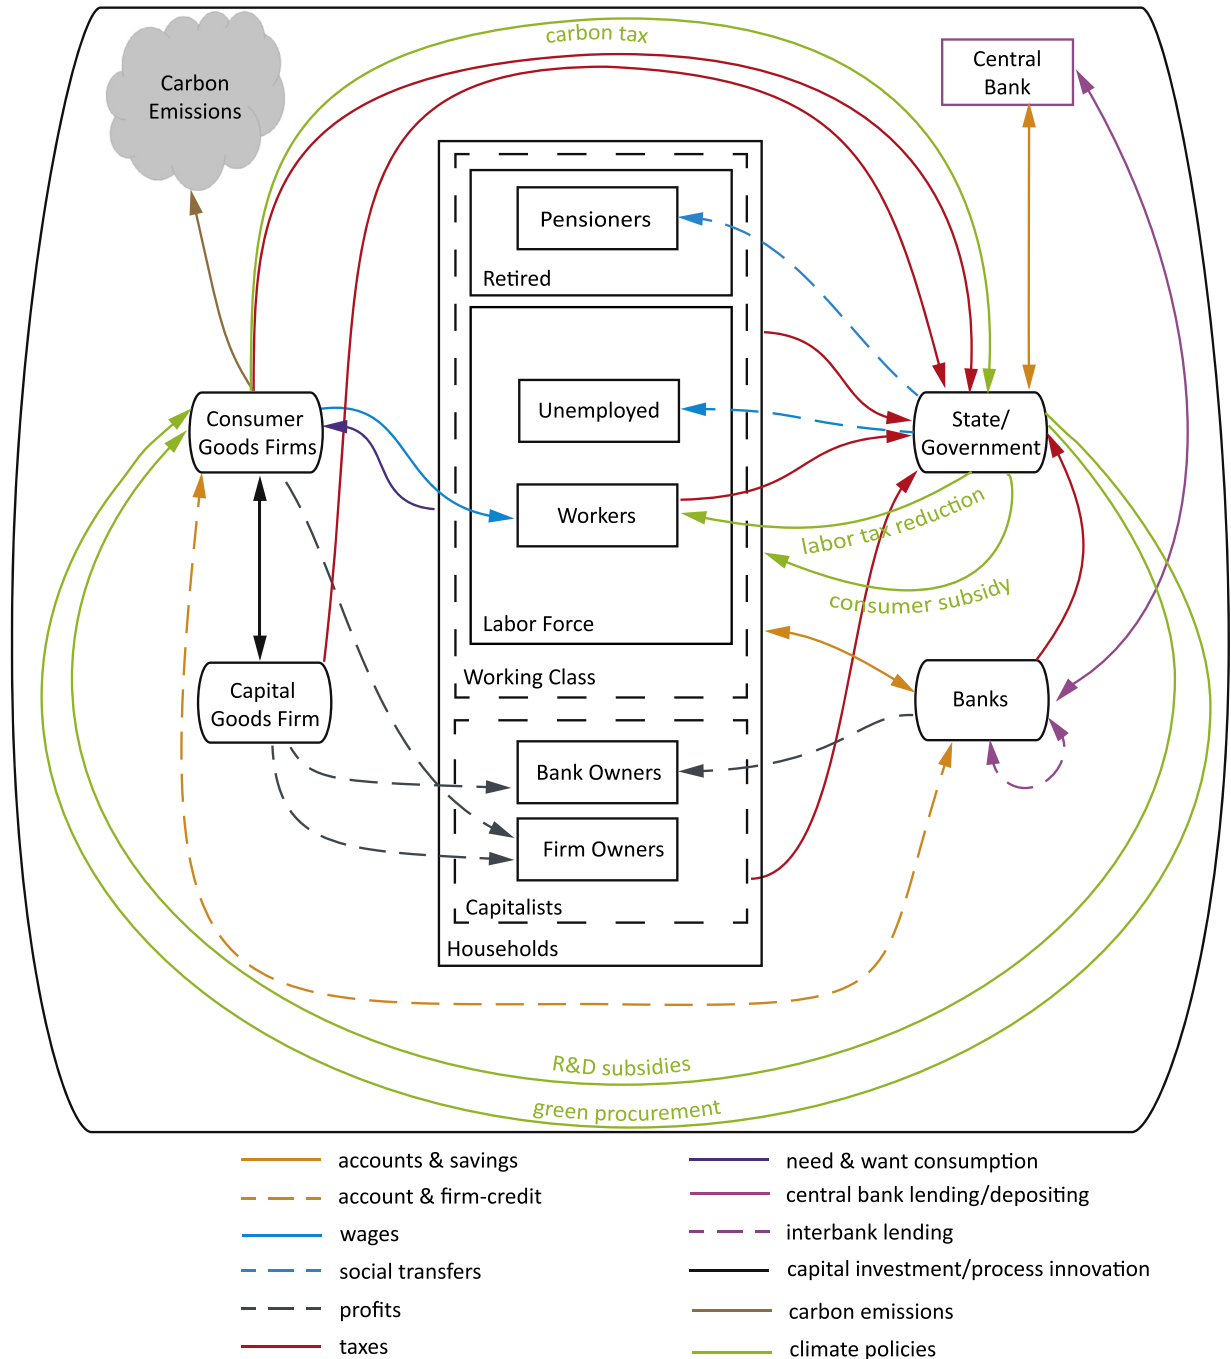 carbon tax
Carbon
Emissions
Central
Bank
Pensioners
Retired
Unemployed
Workers
Labor Force
Working Class
Consumer
Goods Firms
State/
Government
labor tax reduction
consumer subsidy
Capital
Goods Firm
Banks
Bank Owners
Firm Owners
Capitalists
Households
R&D subsidies
green procurement
accounts & savings
account & firm-credit
wages
social transfers
profits
taxes
need & want consumption
central bank lending/depositing
interbank lending
capital investment/process innovation
carbon emissions
climate policies